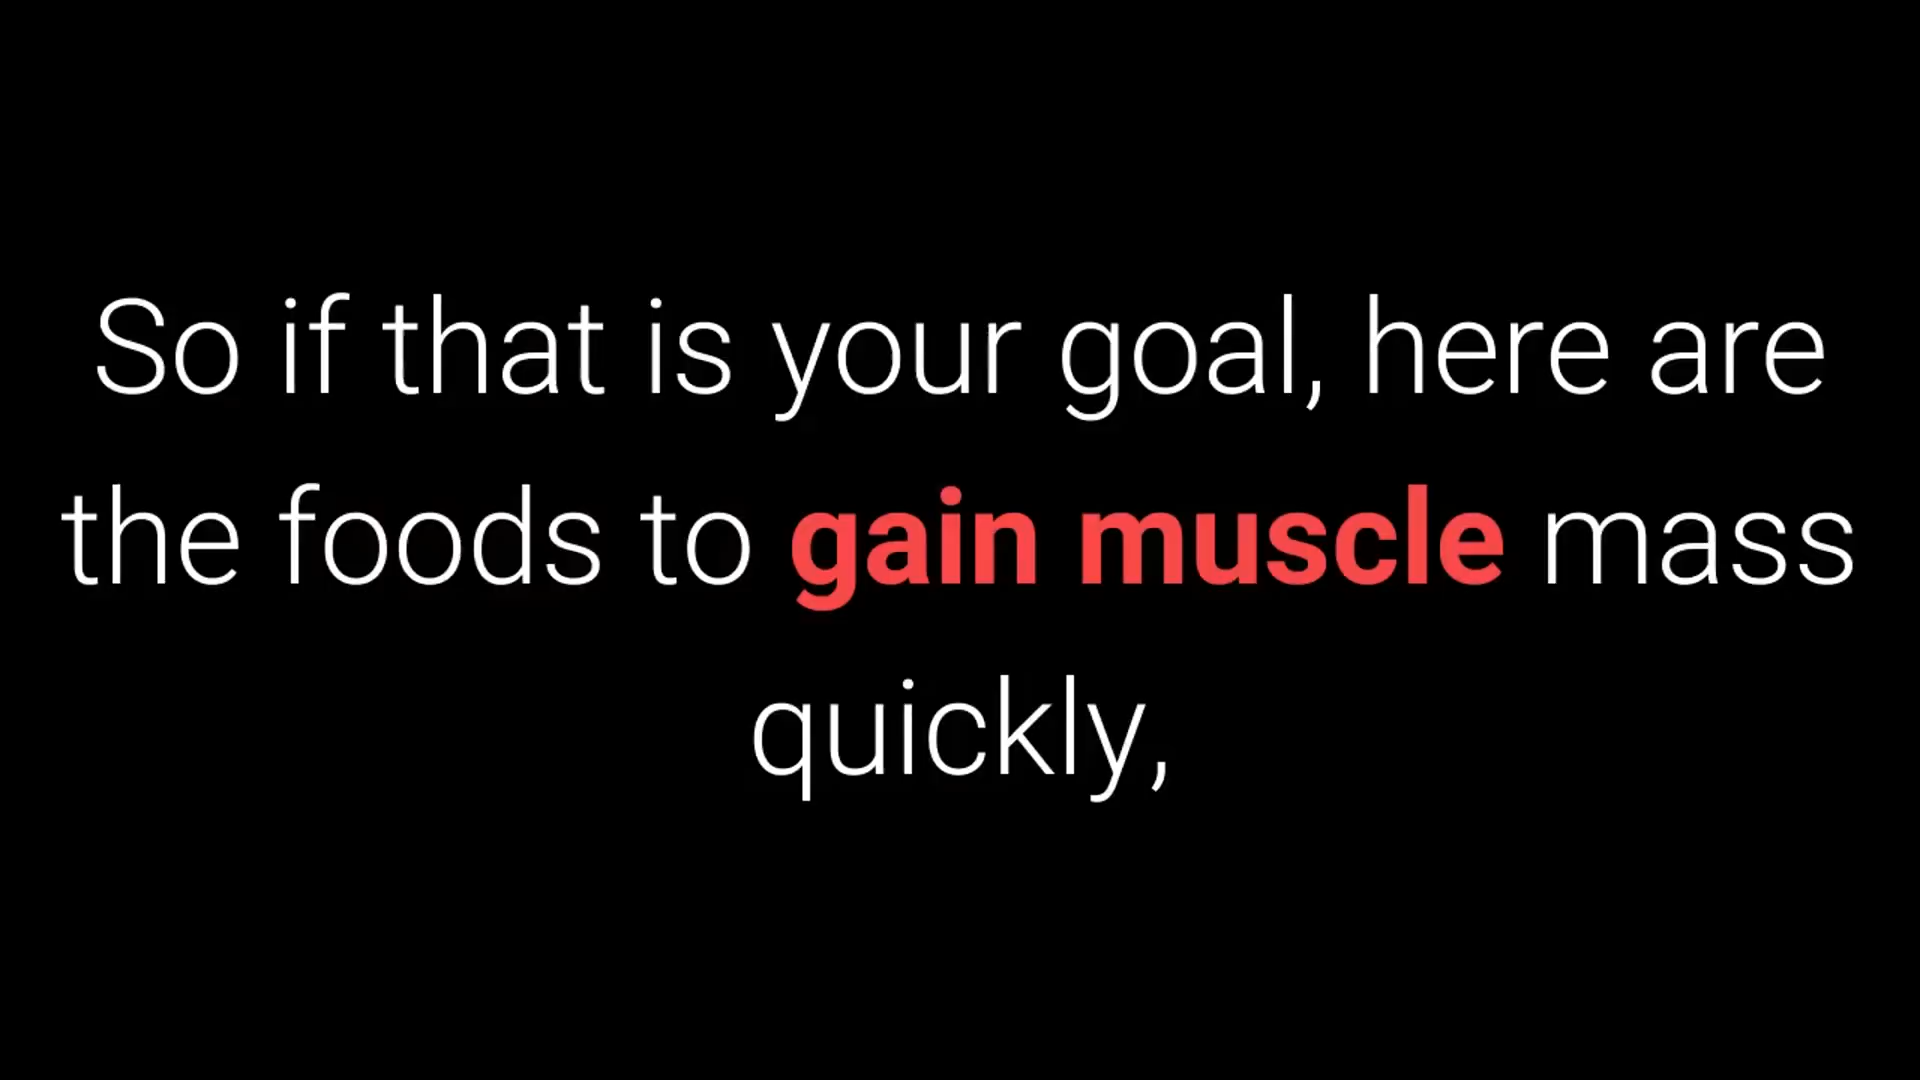 So if that is your goal, here are
the foods to gain muscle mass
quickly,